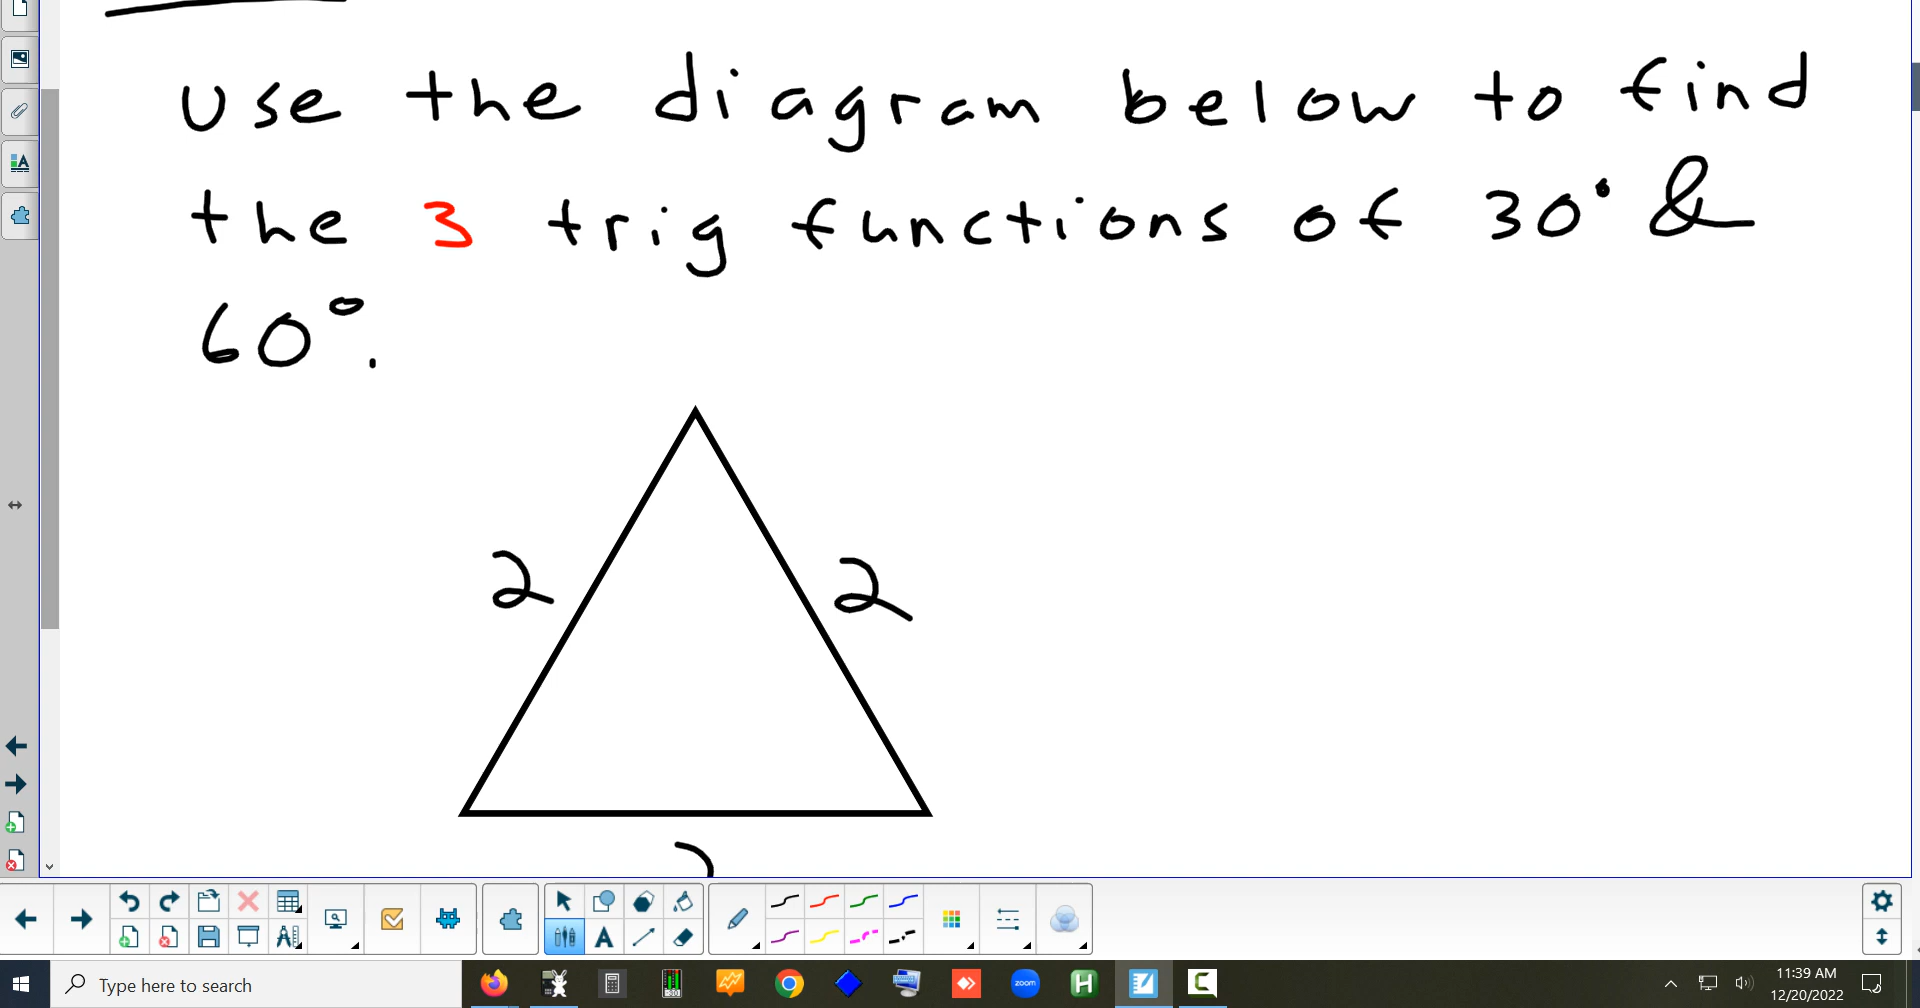 Use the diagram below to find
the 3 trig functions of 30° &
60°.
2 2
Type here to search
zoom
11:39 AM
12/20/2022